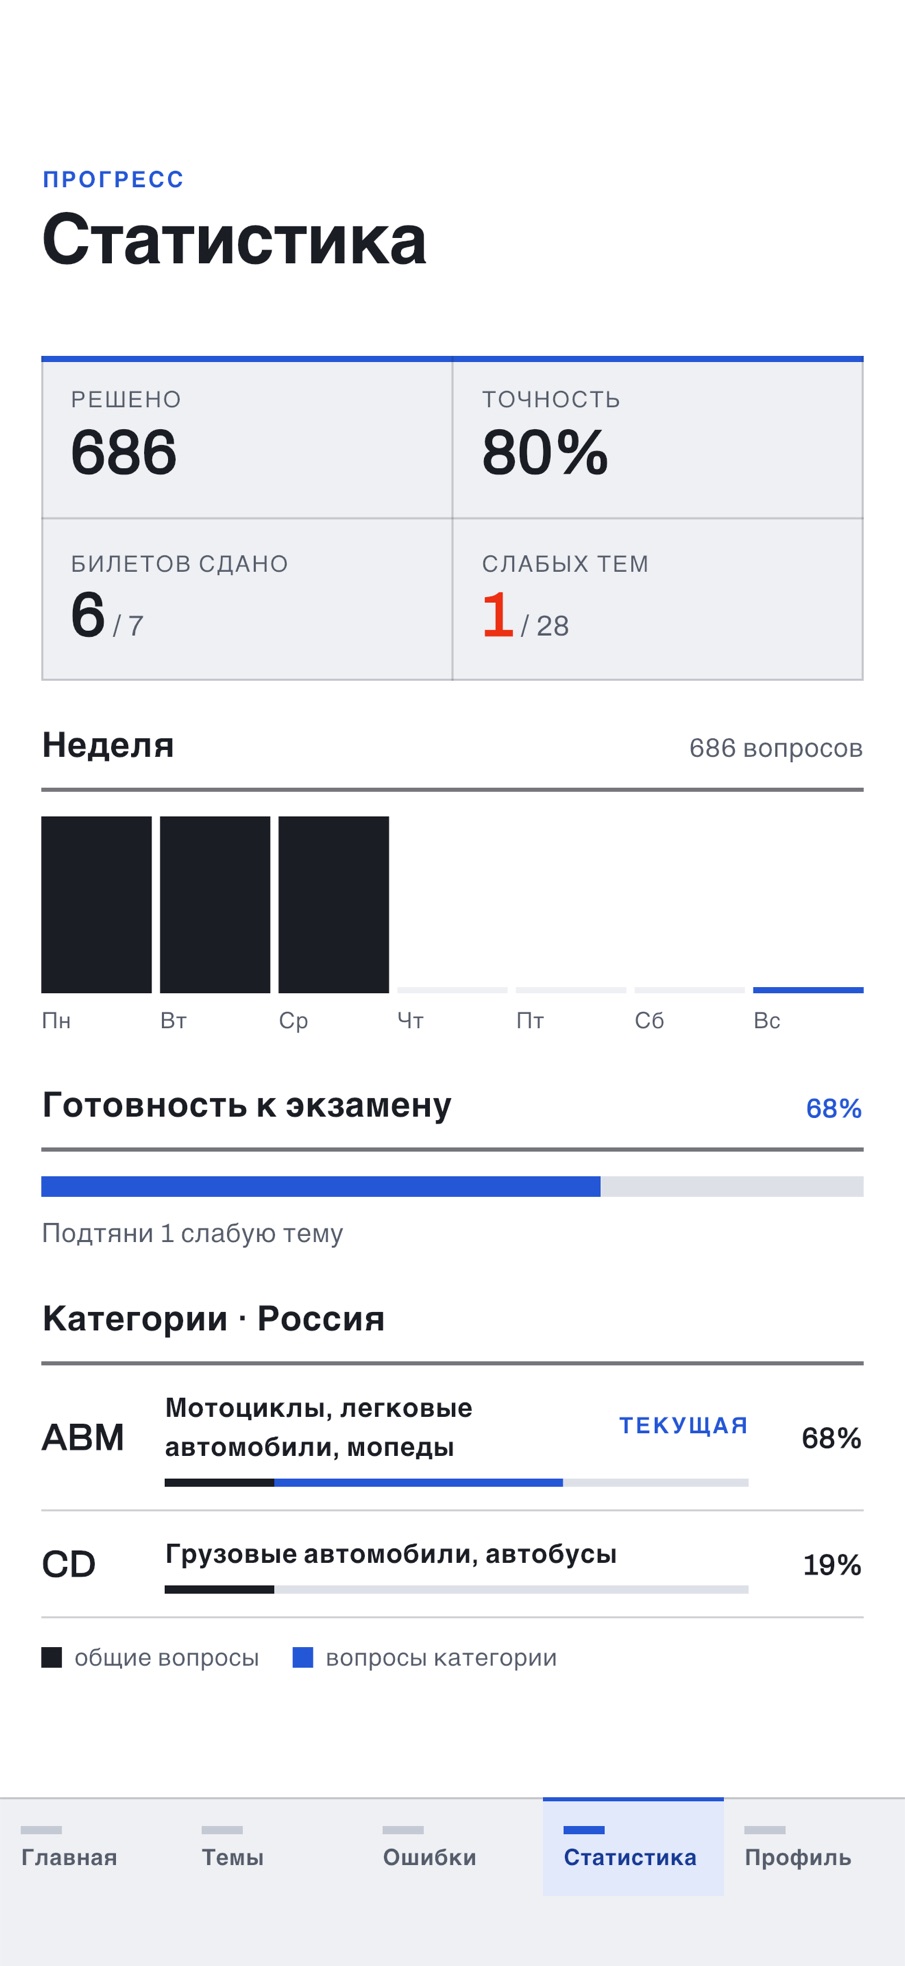 ПРОГРЕСС
Статистика
РЕШЕНО
686
ТОЧНОСТЬ
80%
БИЛЕТОВ СДАНО
6 / 7
СЛАБЫХ ТЕМ
1 / 28
Неделя
686 вопросов
Пн Вт Ср Чт Пт Сб Вс
Готовность к экзамену
68%
Подтяни 1 слабую тему
Категории · Россия
ABM
Мотоциклы, легковые
автомобили, мопеды
ТЕКУЩАЯ
68%
CD
Грузовые автомобили, автобусы
19%
общие вопросы
вопросы категории
Главная Темы Ошибки Статистика Профиль